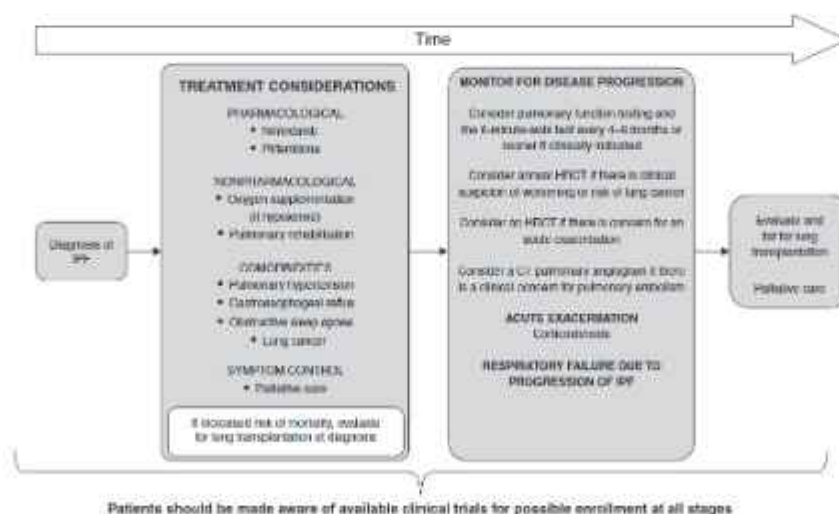 Time
Diagnosis of
IPF
TREATMENT CONSIDERATIONS
PHARMACOLOGICAL
• Nintedanib
• Pirfenidone
NONPHARMACOLOGICAL
• Oxygen supplementation
(if hypoxemic)
• Pulmonary rehabilitation
COMORBIDITIES
• Pulmonary hypertension
• Gastroesophageal reflux
• Obstructive sleep apnea
• Lung cancer
SYMPTOM CONTROL
• Palliative care
If increased risk of mortality, evaluate
for lung transplantation at diagnosis
MONITOR FOR DISEASE PROGRESSION
Consider pulmonary function testing and
the 6-minute-walk test every 4–6 months or
sooner if clinically indicated
Consider annual HRCT if there is clinical
suspicion of worsening or risk of lung cancer
Consider an HRCT if there is concern for an
acute exacerbation
Consider a CT pulmonary angiogram if there
is a clinical concern for pulmonary embolism
ACUTE EXACERBATION
Corticosteroids
RESPIRATORY FAILURE DUE TO
PROGRESSION OF IPF
Evaluate
and
list for lung
transplantation
Palliative care
Patients should be made aware of available clinical trials for possible enrollment at all stages